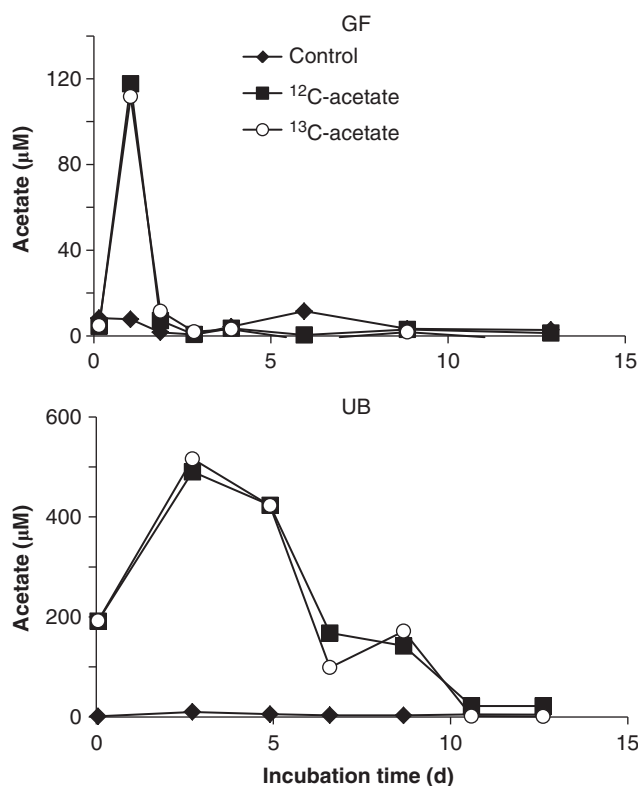 GF
Control
¹²C-acetate
¹³C-acetate
Acetate (μM)
120
80
40
0
0
5
10
15
UB
Acetate (μM)
600
400
200
0
0
5
10
15
Incubation time (d)